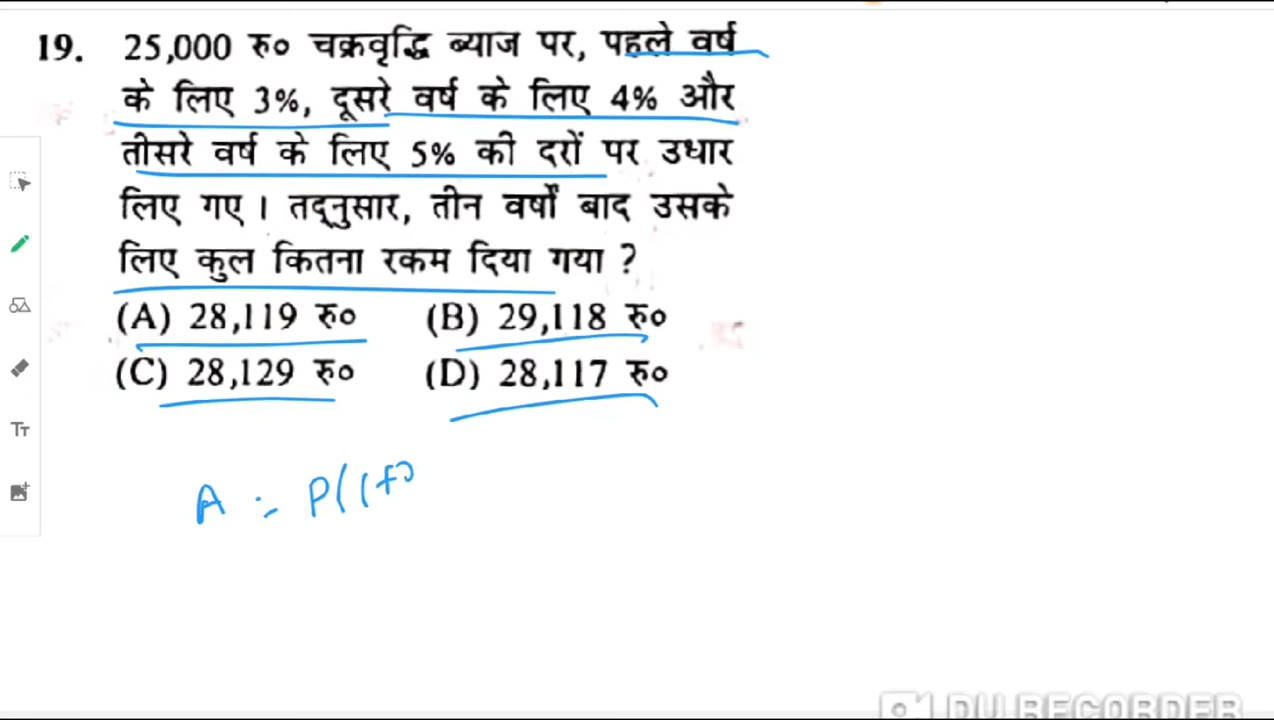 19. 25,000 रु० चक्रवृद्धि ब्याज पर, पहले वर्ष
के लिए 3%, दूसरे वर्ष के लिए 4% और
तीसरे वर्ष के लिए 5% की दरों पर उधार
लिए गए। तद्नुसार, तीन वर्षों बाद उसके
लिए कुल कितना रकम दिया गया ?
(A) 28,119 रु० (B) 29,118 रु०
(C) 28,129 रु० (D) 28,117 रु०
TT
A = P(1+
DU RECORDER